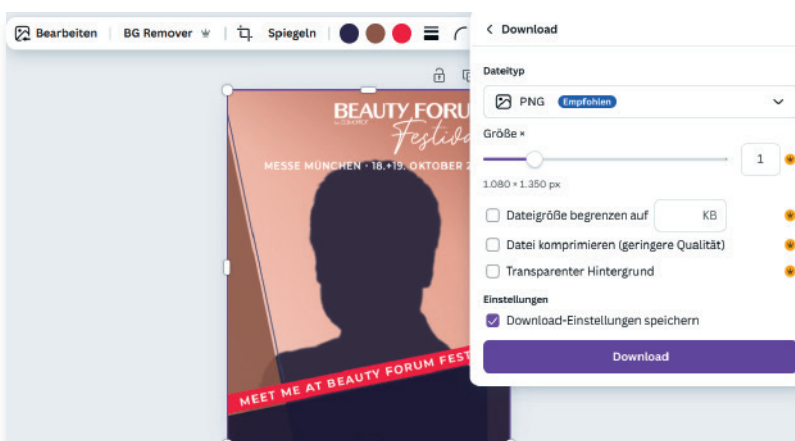 Bearbeiten BG Remover Spiegeln
Download
Dateityp
PNG Empfohlen
Größe ×
1
1.080 × 1.350 px
Dateigröße begrenzen auf KB
Datei komprimieren (geringere Qualität)
Transparenter Hintergrund
Einstellungen
Download-Einstellungen speichern
Download
BEAUTY FORU
Festiva
MESSE MÜNCHEN · 18.+19. OKTOBER 2
MEET ME AT BEAUTY FORUM FEST